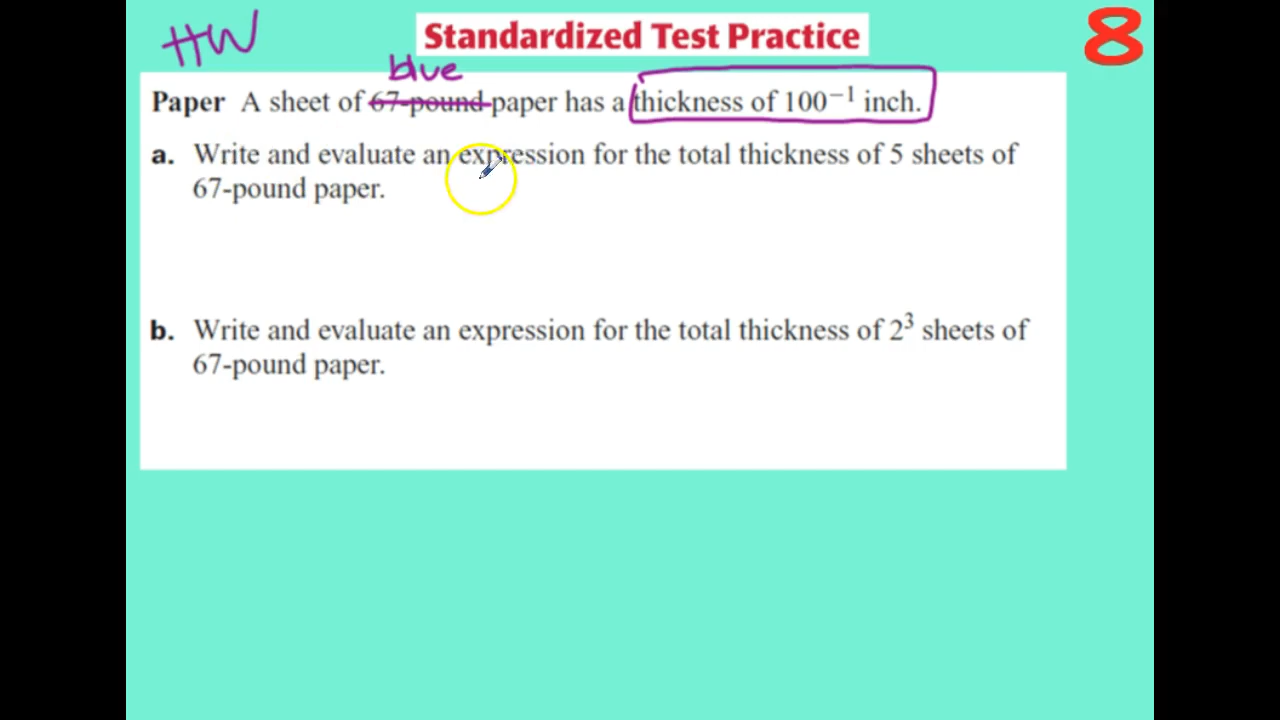 HW
Standardized Test Practice
8
blue
Paper A sheet of 67-pound paper has a thickness of 100⁻¹ inch.
a. Write and evaluate an expression for the total thickness of 5 sheets of
67-pound paper.
b. Write and evaluate an expression for the total thickness of 2³ sheets of
67-pound paper.